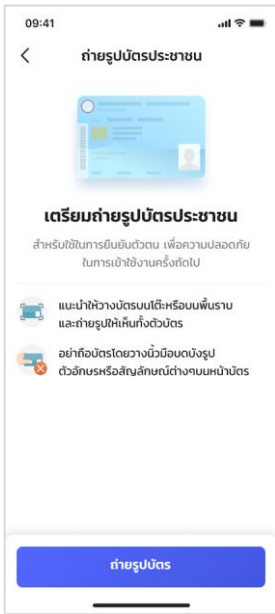 09:41
ถ่ายรูปบัตรประชาชน
เตรียมถ่ายรูปบัตรประชาชน
สำหรับใช้ในการยืนยันตัวตน เพื่อความปลอดภัย
ในการเข้าใช้งานครั้งถัดไป
แนะนำให้วางบัตรบนโต๊ะหรือบนพื้นราบ
และถ่ายรูปให้เห็นทั้งตัวบัตร
อย่าถือบัตรโดยวางนิ้วมือบดบังรูป
ตัวอักษรหรือสัญลักษณ์ต่างๆบนหน้าบัตร
ถ่ายรูปบัตร